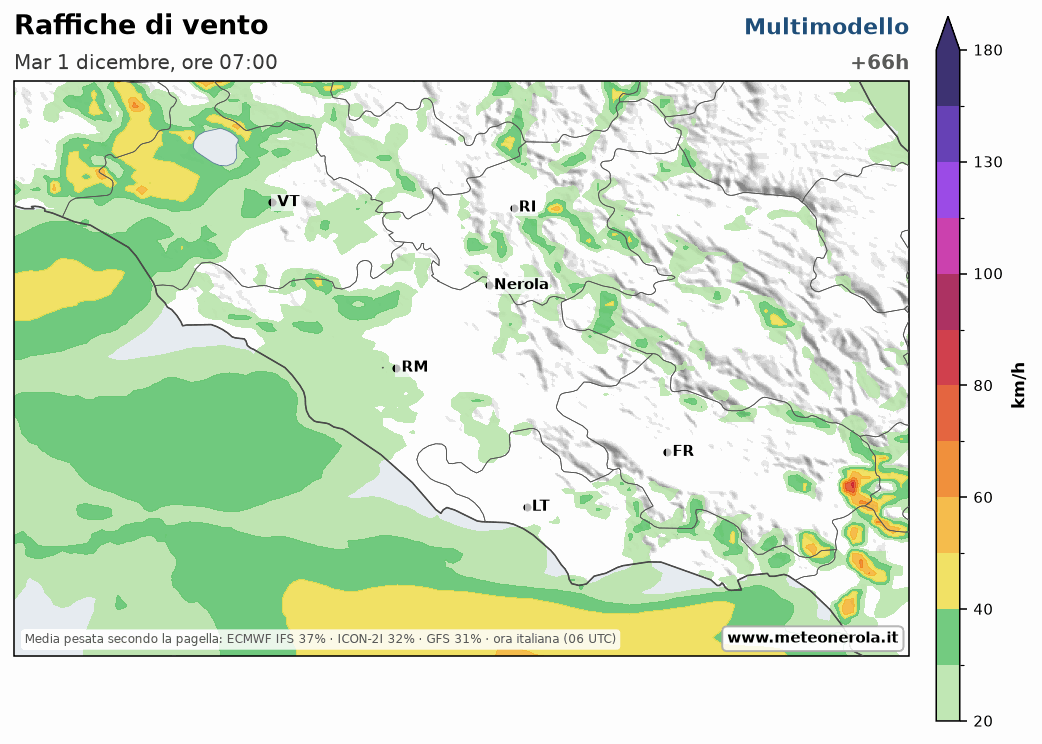 Raffiche di vento
Multimodello
Mar 1 dicembre, ore 07:00
+66h
180
130
100
80
60
40
20
km/h
VT
RI
Nerola
RM
FR
LT
Media pesata secondo la pagella: ECMWF IFS 37% · ICON-2I 32% · GFS 31% · ora italiana (06 UTC)
www.meteonerola.it